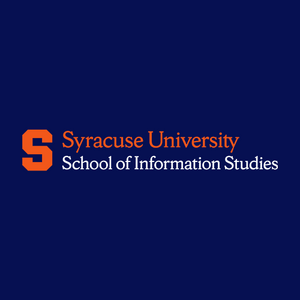 S Syracuse University
School of Information Studies